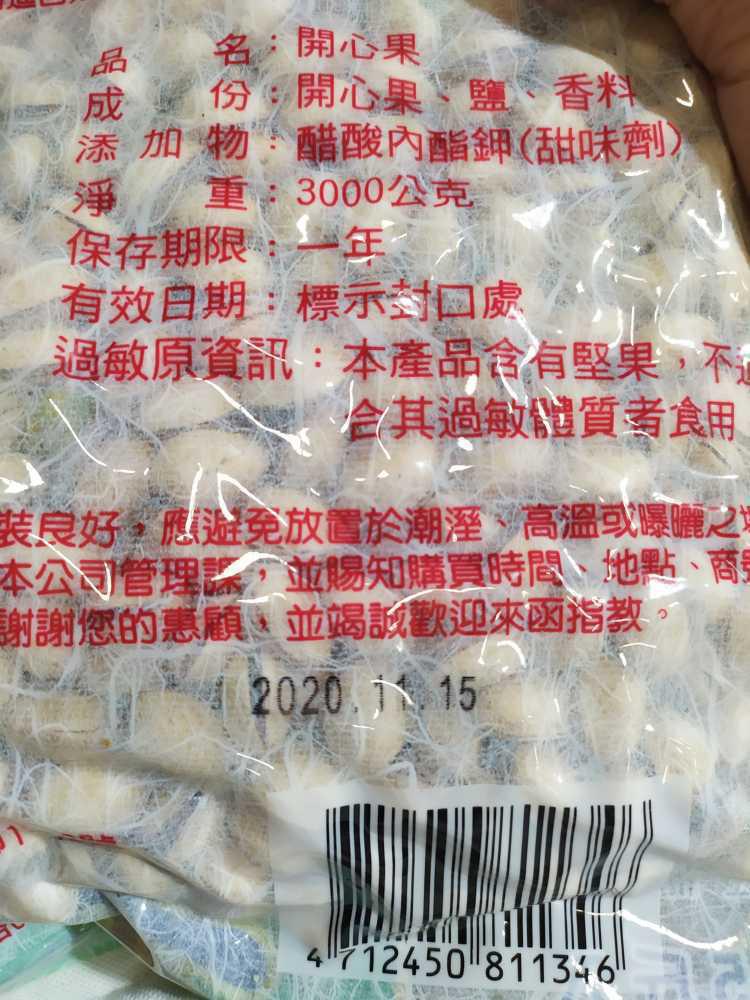 品名：開心果
成份：開心果、鹽、香料
添加物：醋酸內酯鉀(甜味劑)
淨重：3000公克
保存期限：一年
有效日期：標示封口處
過敏原資訊：本產品含有堅果，不適
合其過敏體質者食用
裝良好，應避免放置於潮溼、高溫或曝曬之
本公司管理課，並賜知購買時間、地點、商
謝謝您的惠顧，並竭誠歡迎來函指教。
2020.11.15
4 712450 811346